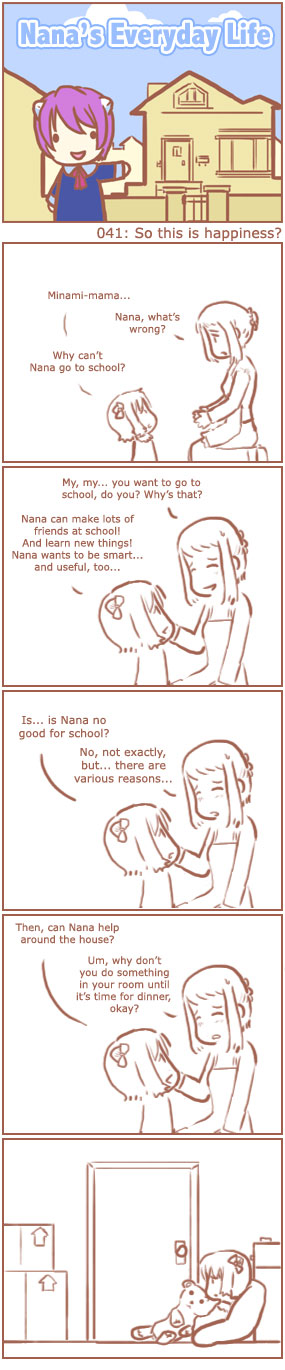 Nana's Everyday Life
041: So this is happiness?
Minami-mama...
Nana, what's
wrong?
Why can't
Nana go to school?
My, my... you want to go to
school, do you? Why's that?
Nana can make lots of
friends at school!
And learn new things!
Nana wants to be smart...
and useful, too...
Is... is Nana no
good for school?
No, not exactly,
but... there are
various reasons...
Then, can Nana help
around the house?
Um, why don't
you do something
in your room until
it's time for dinner,
okay?